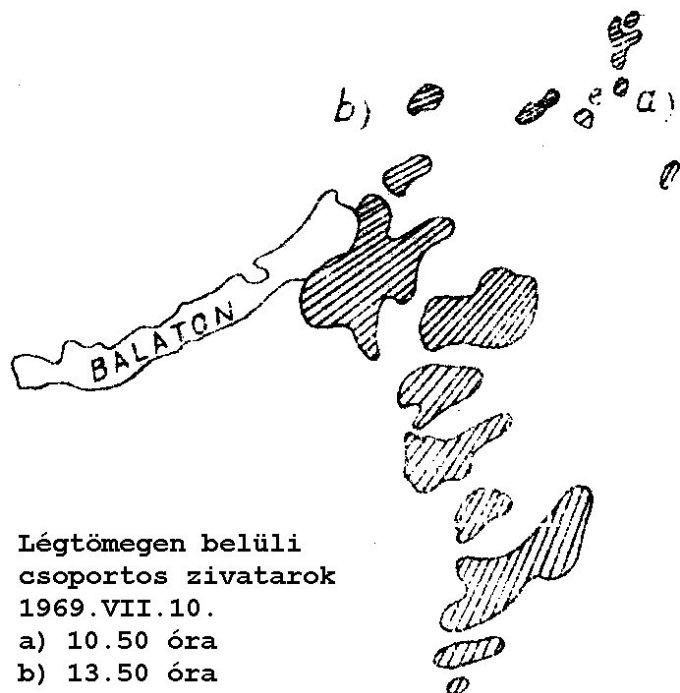 b)
a)
BALATON
Légtömegen belüli
csoportos zivatarok
1969.VII.10.
a) 10.50 óra
b) 13.50 óra